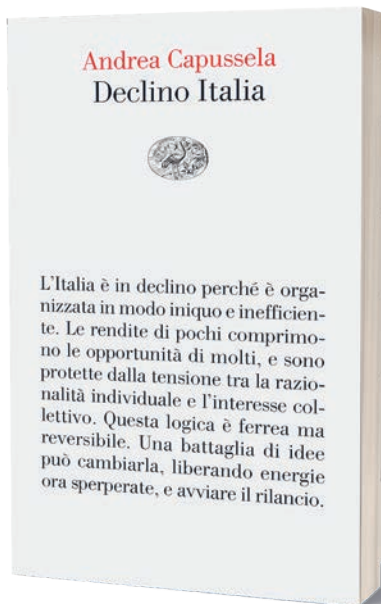 Andrea Capussela
Declino Italia
L'Italia è in declino perché è orga-
nizzata in modo iniquo e inefficien-
te. Le rendite di pochi comprimo-
no le opportunità di molti, e sono
protette dalla tensione tra la razio-
nalità individuale e l'interesse col-
lettivo. Questa logica è ferrea ma
reversibile. Una battaglia di idee
può cambiarla, liberando energie
ora sperperate, e avviare il rilancio.